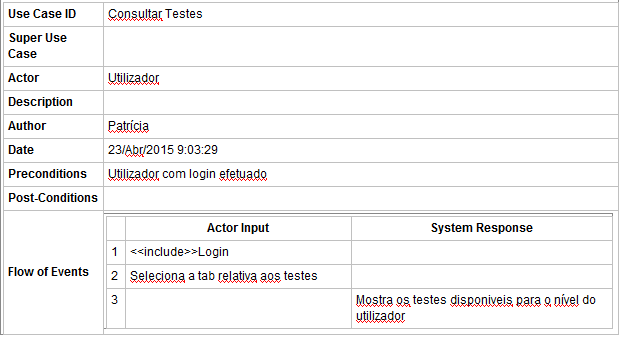 Use Case ID Consultar Testes
Super Use
Case
Actor Utilizador
Description
Author Patrícia
Date 23/Abr/2015 9:03:29
Preconditions Utilizador com login efetuado
Post-Conditions
Flow of Events
Actor Input System Response
1 <<include>>Login
2 Seleciona a tab relativa aos testes
3 Mostra os testes disponiveis para o nível do
utilizador